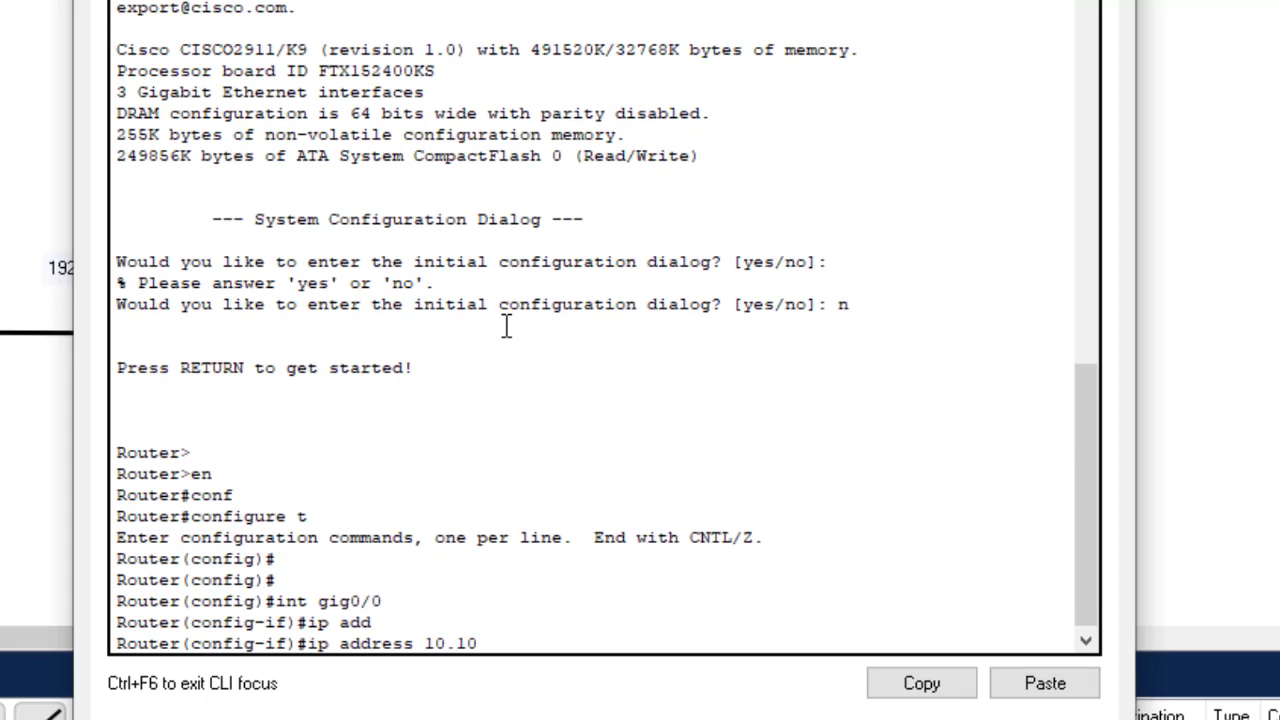 export@cisco.com.
Cisco CISCO2911/K9 (revision 1.0) with 491520K/32768K bytes of memory.
Processor board ID FTX152400KS
3 Gigabit Ethernet interfaces
DRAM configuration is 64 bits wide with parity disabled.
255K bytes of non-volatile configuration memory.
249856K bytes of ATA System CompactFlash 0 (Read/Write)
--- System Configuration Dialog ---
Would you like to enter the initial configuration dialog? [yes/no]:
% Please answer 'yes' or 'no'.
Would you like to enter the initial configuration dialog? [yes/no]: n
Press RETURN to get started!
Router>
Router>en
Router#conf
Router#configure t
Enter configuration commands, one per line.  End with CNTL/Z.
Router(config)#
Router(config)#
Router(config)#int gig0/0
Router(config-if)#ip add
Router(config-if)#ip address 10.10
192
Ctrl+F6 to exit CLI focus
Copy
Paste
Type